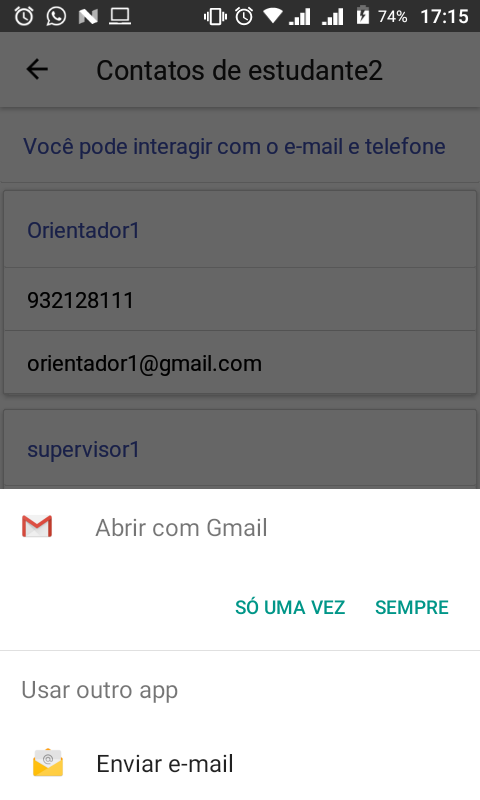 74% 17:15
Contatos de estudante2
Você pode interagir com o e-mail e telefone
Orientador1
932128111
orientador1@gmail.com
supervisor1
Abrir com Gmail
SÓ UMA VEZ SEMPRE
Usar outro app
Enviar e-mail